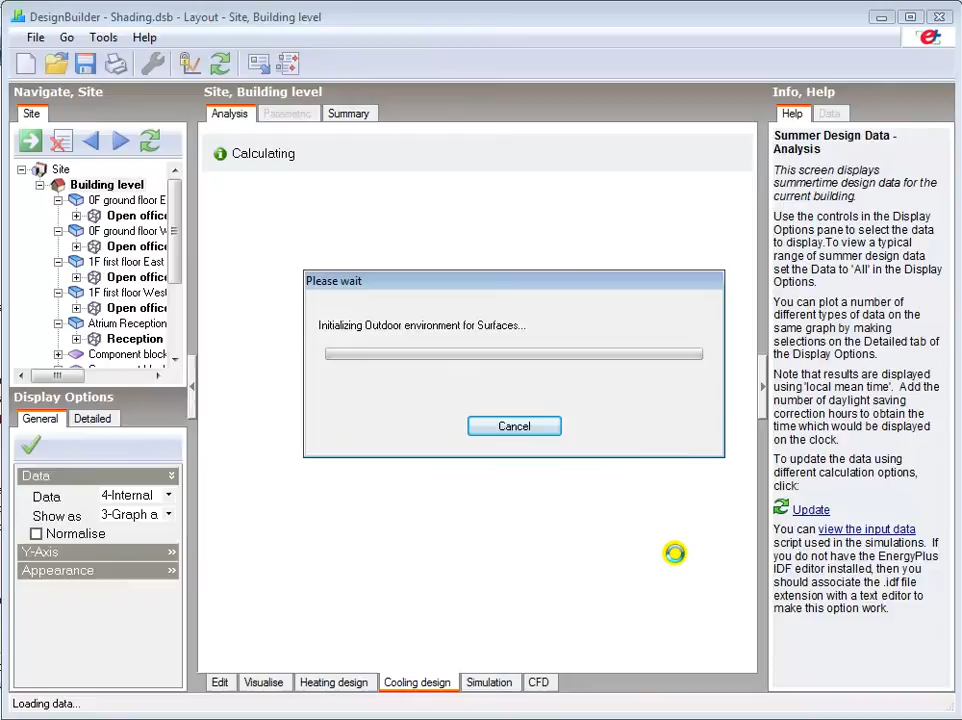 DesignBuilder - Shading.dsb - Layout - Site, Building level
File Go Tools Help
Navigate, Site
Site
Site
Building level
0F ground floor E
Open offic
0F ground floor W
Open offic
1F first floor East
Open offic
1F first floor West
Open offic
Atrium Reception
Reception
Component block
Display Options
General Detailed
Data
Data 4-Internal
Show as 3-Graph a
Normalise
Y-Axis
Appearance
Site, Building level
Analysis Parametric Summary
Calculating
Please wait
Initializing Outdoor environment for Surfaces...
Cancel
Edit Visualise Heating design Cooling design Simulation CFD
Info, Help
Help Data
Summer Design Data -
Analysis
This screen displays
summertime design data for the
current building.
Use the controls in the Display
Options pane to select the data
to display.To view a typical
range of summer design data
set the Data to 'All' in the Display
Options.
You can plot a number of
different types of data on the
same graph by making
selections on the Detailed tab of
the Display Options.
Note that results are displayed
using 'local mean time'. Add the
number of daylight saving
correction hours to obtain the
time which would be displayed
on the clock.
To update the data using
different calculation options,
click:
Update
You can view the input data
script used in the simulations. If
you do not have the EnergyPlus
IDF editor installed, then you
should associate the .idf file
extension with a text editor to
make this option work.
Loading data...